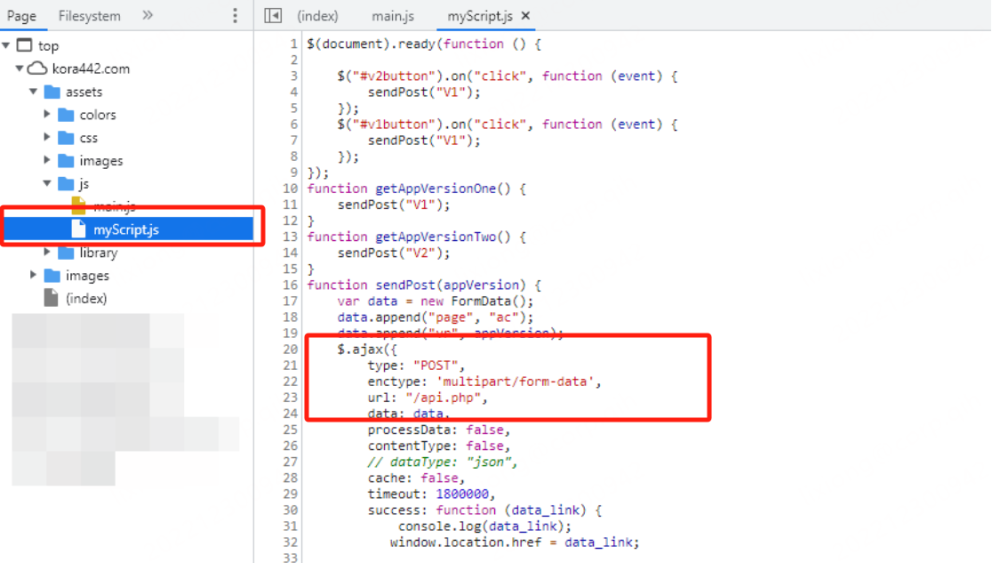 Page Filesystem »
(index) main.js myScript.js ×
top
kora442.com
assets
colors
css
images
js
main.js
myScript.js
library
images
(index)
1 $(document).ready(function () {
2
3 $("#v2button").on("click", function (event) {
4 sendPost("V1");
5 });
6 $("#v1button").on("click", function (event) {
7 sendPost("V1");
8 });
9 });
10 function getAppVersionOne() {
11 sendPost("V1");
12 }
13 function getAppVersionTwo() {
14 sendPost("V2");
15 }
16 function sendPost(appVersion) {
17 var data = new FormData();
18 data.append("page", "ac");
19 data.append("vr", appVersion);
20 $.ajax({
21 type: "POST",
22 enctype: 'multipart/form-data',
23 url: "/api.php",
24 data: data,
25 processData: false,
26 contentType: false,
27 // dataType: "json",
28 cache: false,
29 timeout: 1800000,
30 success: function (data_link) {
31 console.log(data_link);
32 window.location.href = data_link;
33